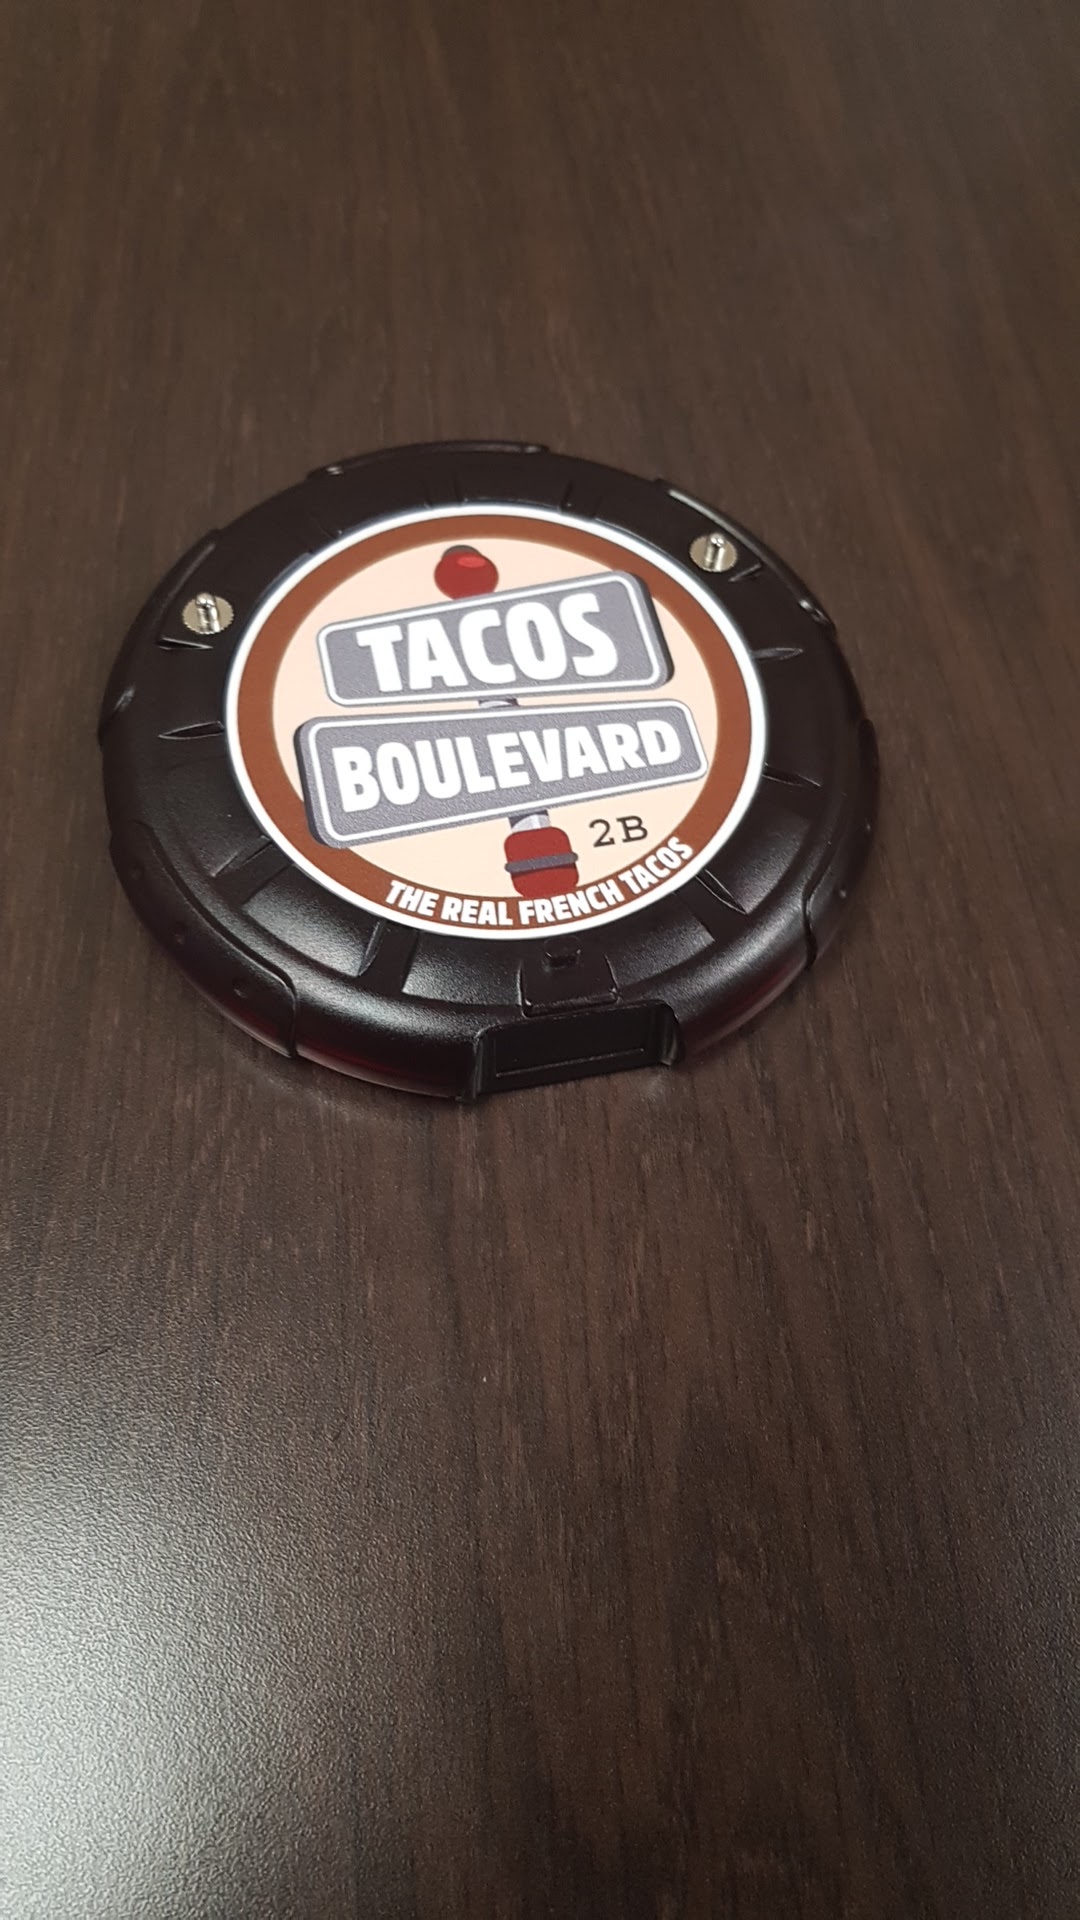 TACOS
BOULEVARD
2B
THE REAL FRENCH TACOS